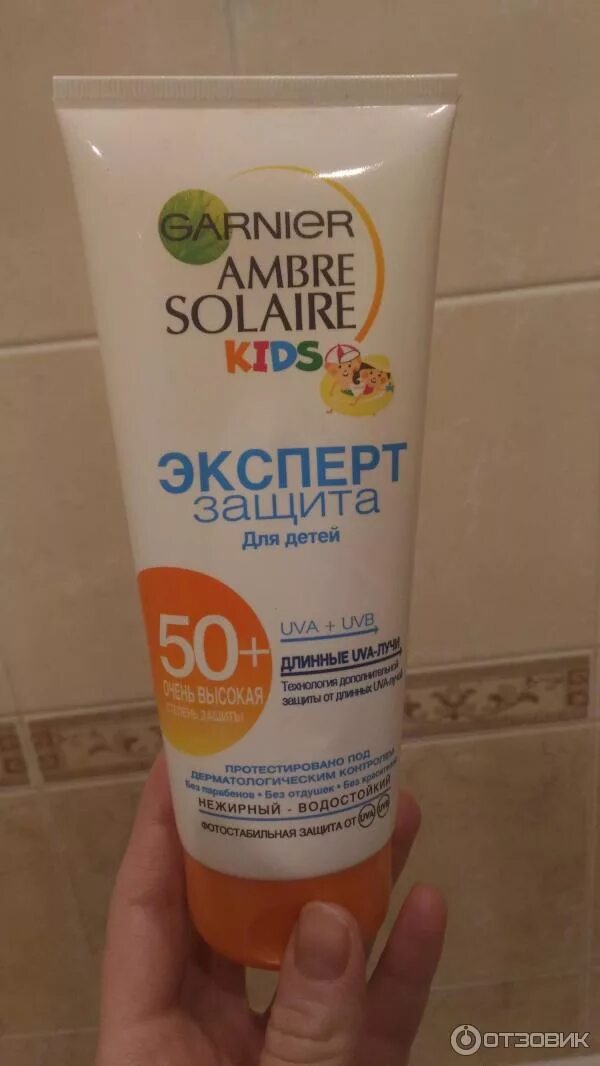 GARNIER
AMBRE
SOLAIRE
KIDS
ЭКСПЕРТ
защита
Для детей
50+
ОЧЕНЬ ВЫСОКАЯ
СТЕПЕНЬ ЗАЩИТЫ
UVA + UVB
ДЛИННЫЕ UVA-ЛУЧИ
Технология дополнительной
защиты от длинных UVA-лучей
ПРОТЕСТИРОВАНО ПОД
ДЕРМАТОЛОГИЧЕСКИМ КОНТРОЛЕМ
Без парабенов • Без отдушек • Без красителей
НЕЖИРНЫЙ - ВОДОСТОЙКИЙ
ФОТОСТАБИЛЬНАЯ ЗАЩИТА ОТ UVA UVB
ОТЗОВИК